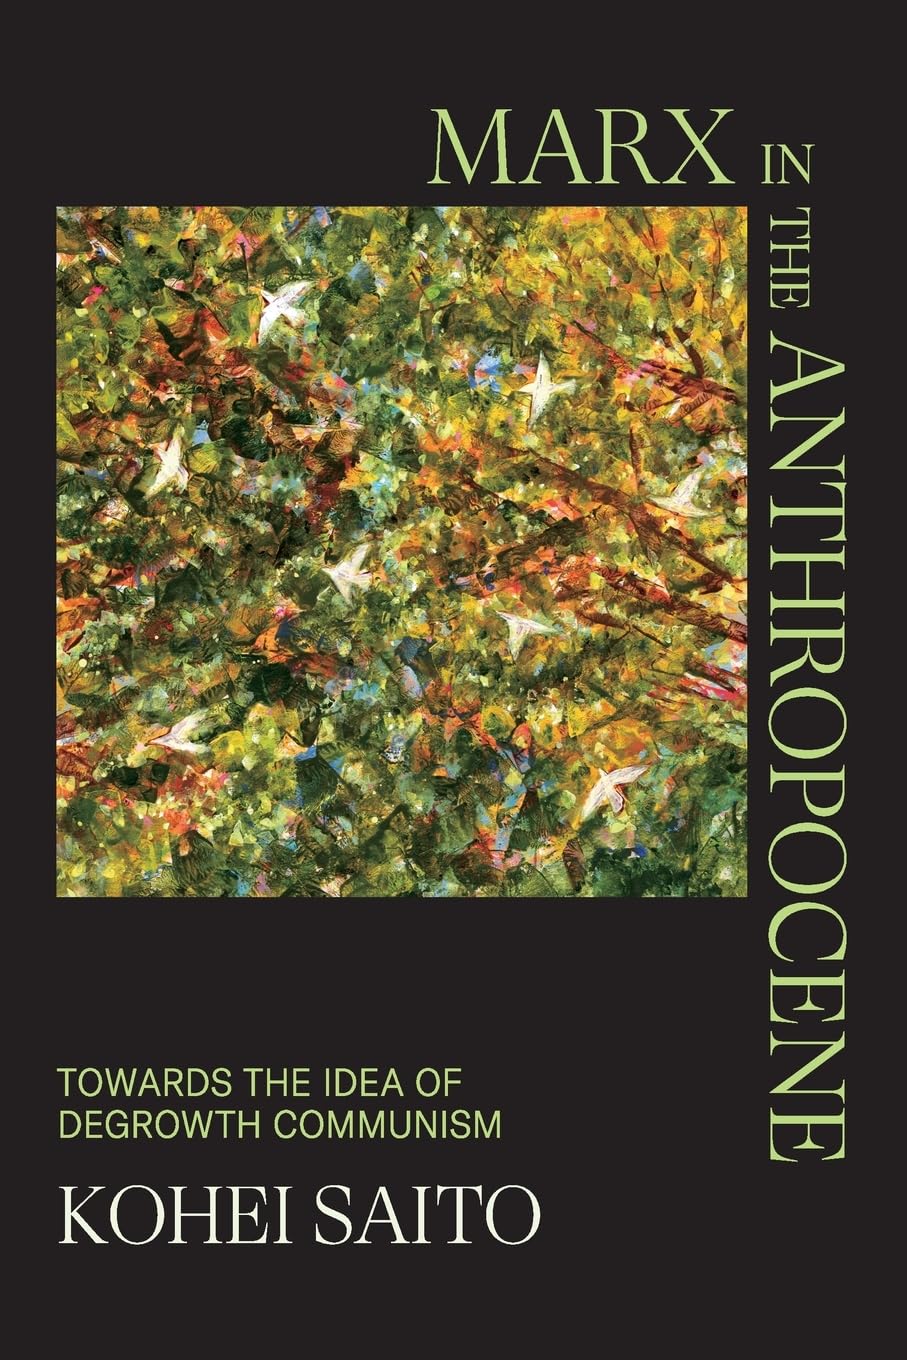 MARX IN
THE ANTHROPOCENE
TOWARDS THE IDEA OF
DEGROWTH COMMUNISM
KOHEI SAITO